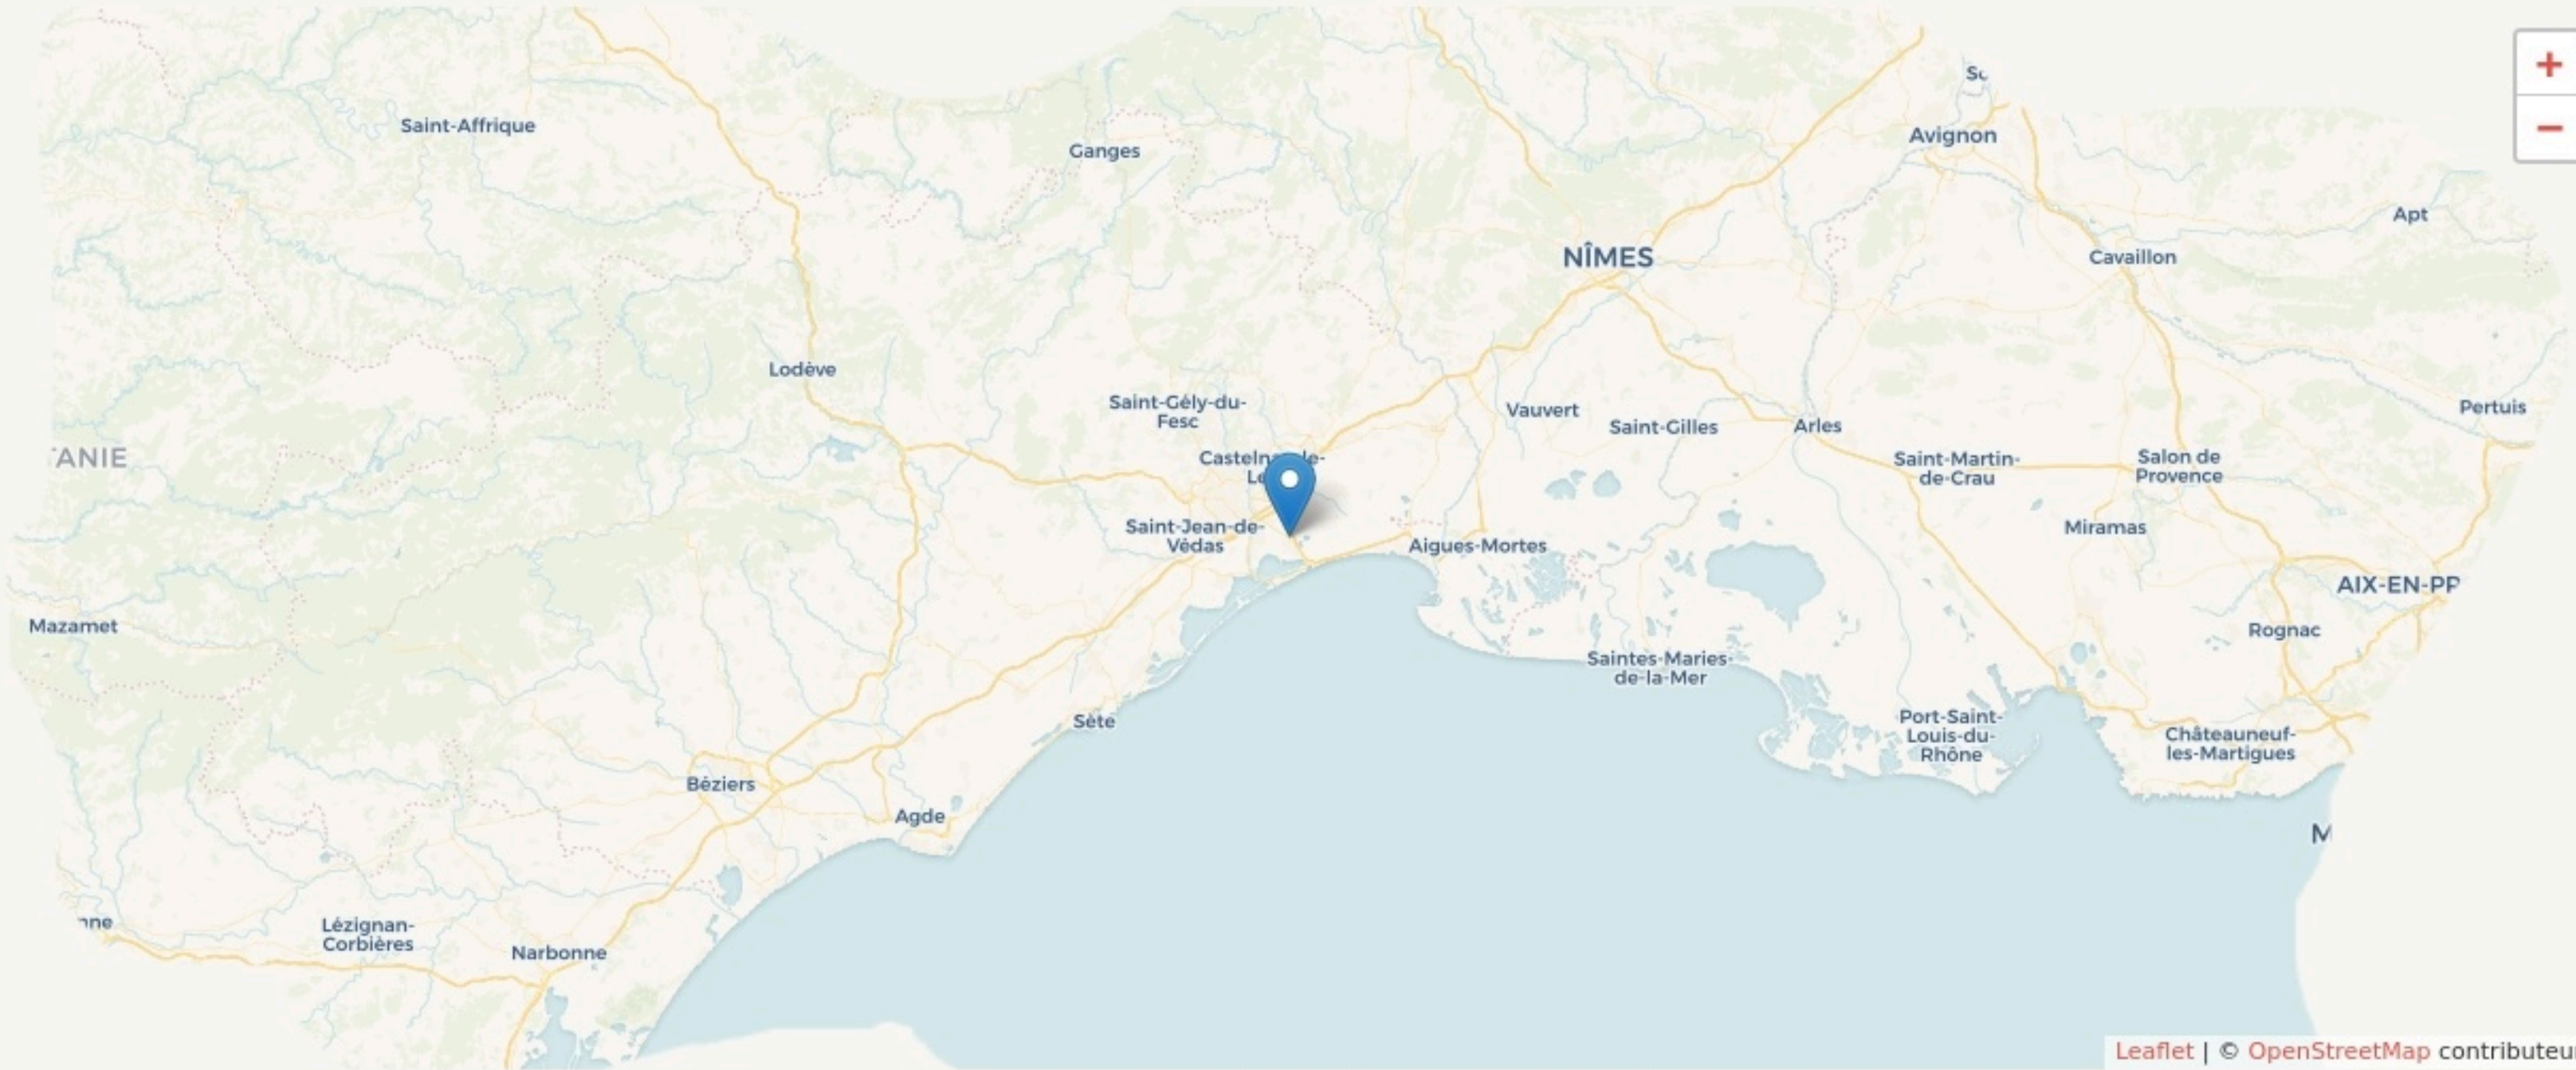 +
−
Sc
Saint-Affrique
Avignon
Ganges
Apt
NÎMES
Cavaillon
Lodève
Saint-Gély-du-
Fesc
Vauvert
Saint-Gilles
Arles
Pertuis
TANIE
Saint-Martin-
de-Crau
Salon de
Provence
Saint-Jean-de-
Védas
Aigues-Mortes
Miramas
AIX-EN-PR
Mazamet
Rognac
Saintes-Maries-
de-la-Mer
Sète
Port-Saint-
Louis-du-
Rhône
Châteauneuf-
les-Martigues
Béziers
Agde
M
nne
Lézignan-
Corbières
Narbonne
Leaflet | © OpenStreetMap contributeu